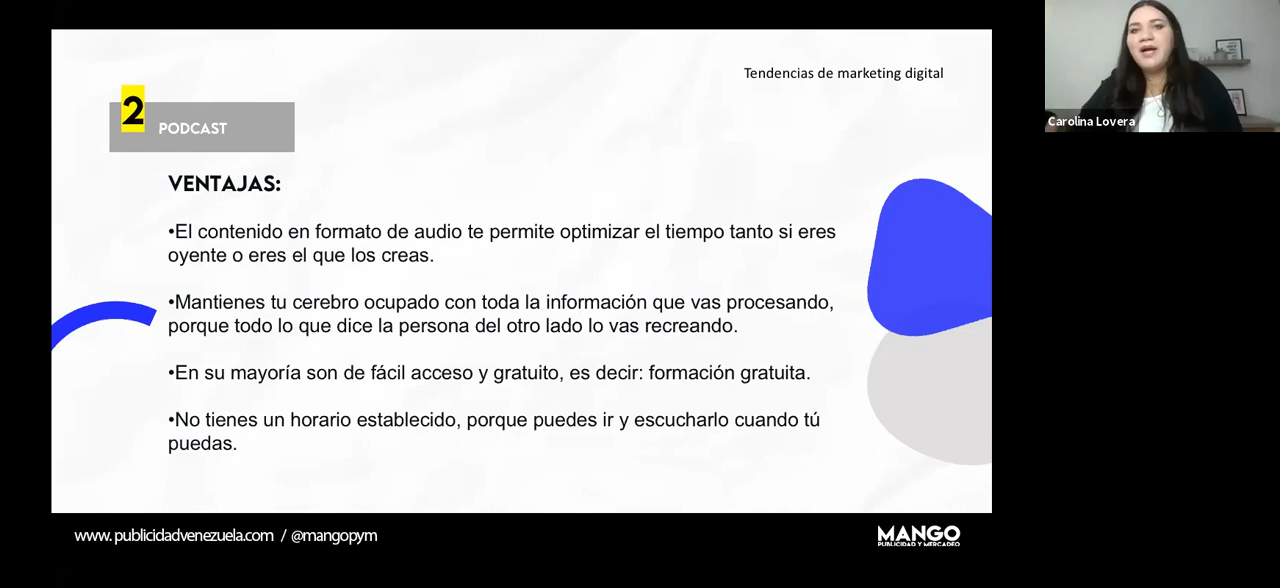 Tendencias de marketing digital
2
PODCAST
VENTAJAS:
•El contenido en formato de audio te permite optimizar el tiempo tanto si eres
oyente o eres el que los creas.
•Mantienes tu cerebro ocupado con toda la información que vas procesando,
porque todo lo que dice la persona del otro lado lo vas recreando.
•En su mayoría son de fácil acceso y gratuito, es decir: formación gratuita.
•No tienes un horario establecido, porque puedes ir y escucharlo cuando tú
puedas.
www.publicidadvenezuela.com / @mangopym
MANGO
PUBLICIDAD Y MERCADEO
Carolina Lovera